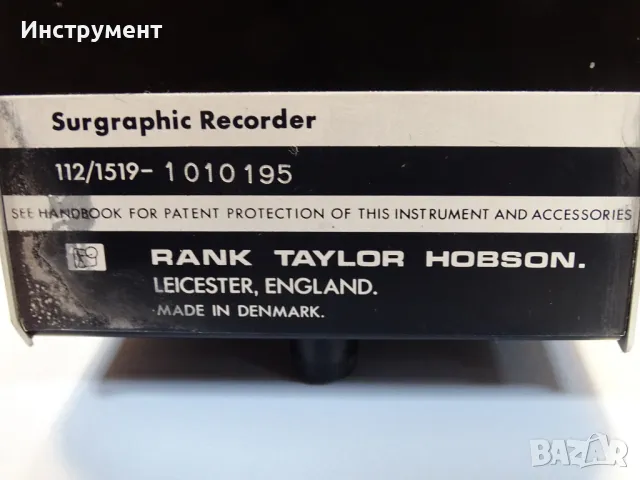 Инструмент
Surgraphic Recorder
112/1519- 1010195
SEE HANDBOOK FOR PATENT PROTECTION OF THIS INSTRUMENT AND ACCESSORIES
RANK TAYLOR HOBSON.
LEICESTER, ENGLAND.
MADE IN DENMARK.
BAZAR